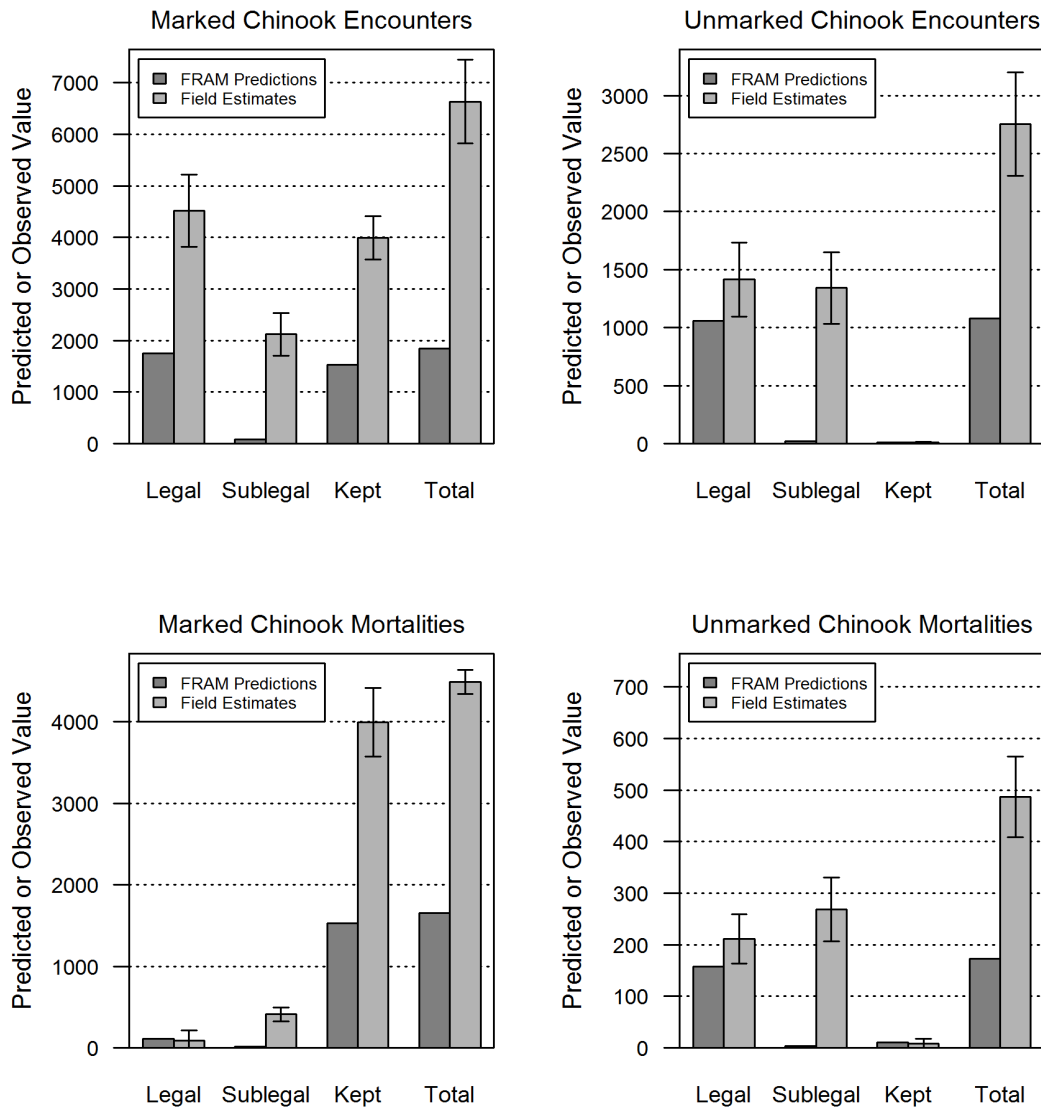 Marked Chinook Encounters
Predicted or Observed Value
7000
6000
5000
4000
3000
2000
1000
0
FRAM Predictions
Field Estimates
Legal Sublegal Kept Total
Unmarked Chinook Encounters
Predicted or Observed Value
3000
2500
2000
1500
1000
500
0
FRAM Predictions
Field Estimates
Legal Sublegal Kept Total
Marked Chinook Mortalities
Predicted or Observed Value
4000
3000
2000
1000
0
FRAM Predictions
Field Estimates
Legal Sublegal Kept Total
Unmarked Chinook Mortalities
Predicted or Observed Value
700
600
500
400
300
200
100
0
FRAM Predictions
Field Estimates
Legal Sublegal Kept Total